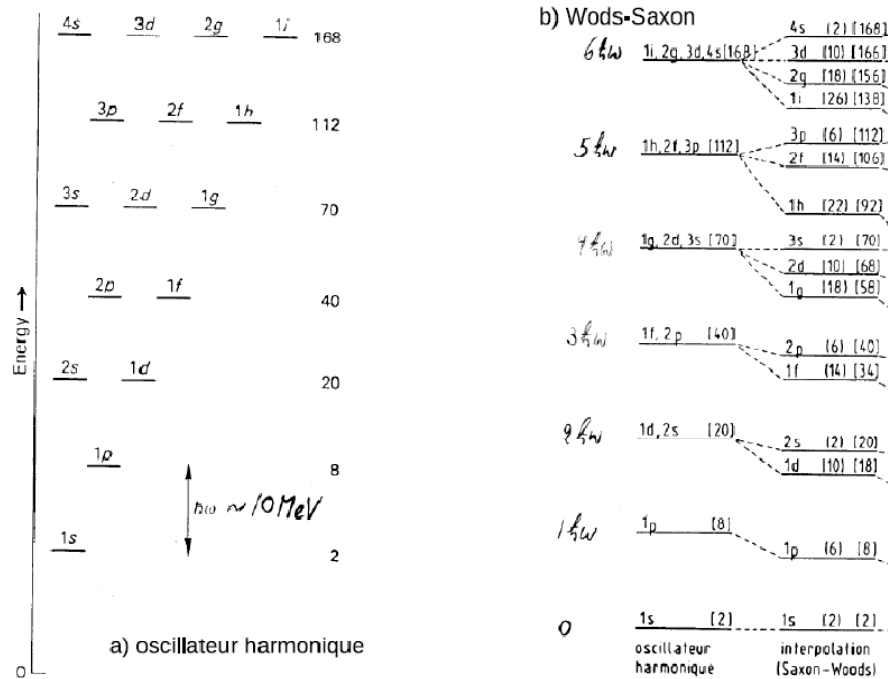 4s 3d 2g 1i 168
3p 2f 1h 112
3s 2d 1g 70
2p 1f 40
2s 1d 20
1p 8
ħω ~ 10 MeV
1s 2
Energy →
0
a) oscillateur harmonique
b) Wods-Saxon
6ħω 1i, 2g, 3d, 4s [168]
4s (2) [168]
3d (10) [166]
2g (18) [156]
1i (26) [138]
5ħω 1h, 2f, 3p [112]
3p (6) [112]
2f (14) [106]
1h (22) [92]
4ħω 1g, 2d, 3s [70]
3s (2) [70]
2d (10) [68]
1g (18) [58]
3ħω 1f, 2p [40]
2p (6) [40]
1f (14) [34]
2ħω 1d, 2s [20]
2s (2) [20]
1d (10) [18]
1ħω 1p [8]
1p (6) [8]
0 1s [2]
1s (2) [2]
oscillateur
harmonique
interpolation
(Saxon-Woods)